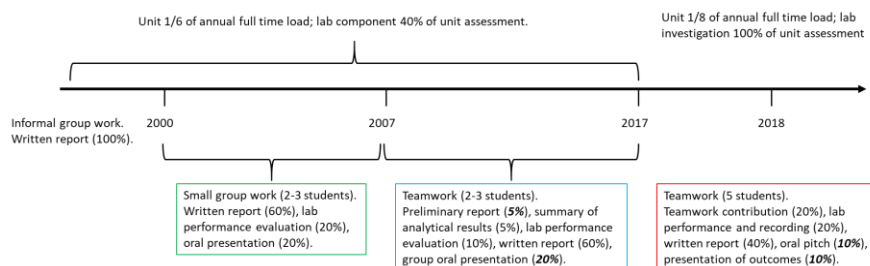 Unit 1/6 of annual full time load; lab component 40% of unit assessment.
Unit 1/8 of annual full time load; lab
investigation 100% of unit assessment
Informal group work.
Written report (100%).
2000
2007
2017
2018
Small group work (2-3 students).
Written report (60%), lab
performance evaluation (20%),
oral presentation (20%).
Teamwork (2-3 students).
Preliminary report (5%), summary of
analytical results (5%), lab performance
evaluation (10%), written report (60%),
group oral presentation (20%).
Teamwork (5 students).
Teamwork contribution (20%), lab
performance and recording (20%),
written report (40%), oral pitch (10%),
presentation of outcomes (10%).